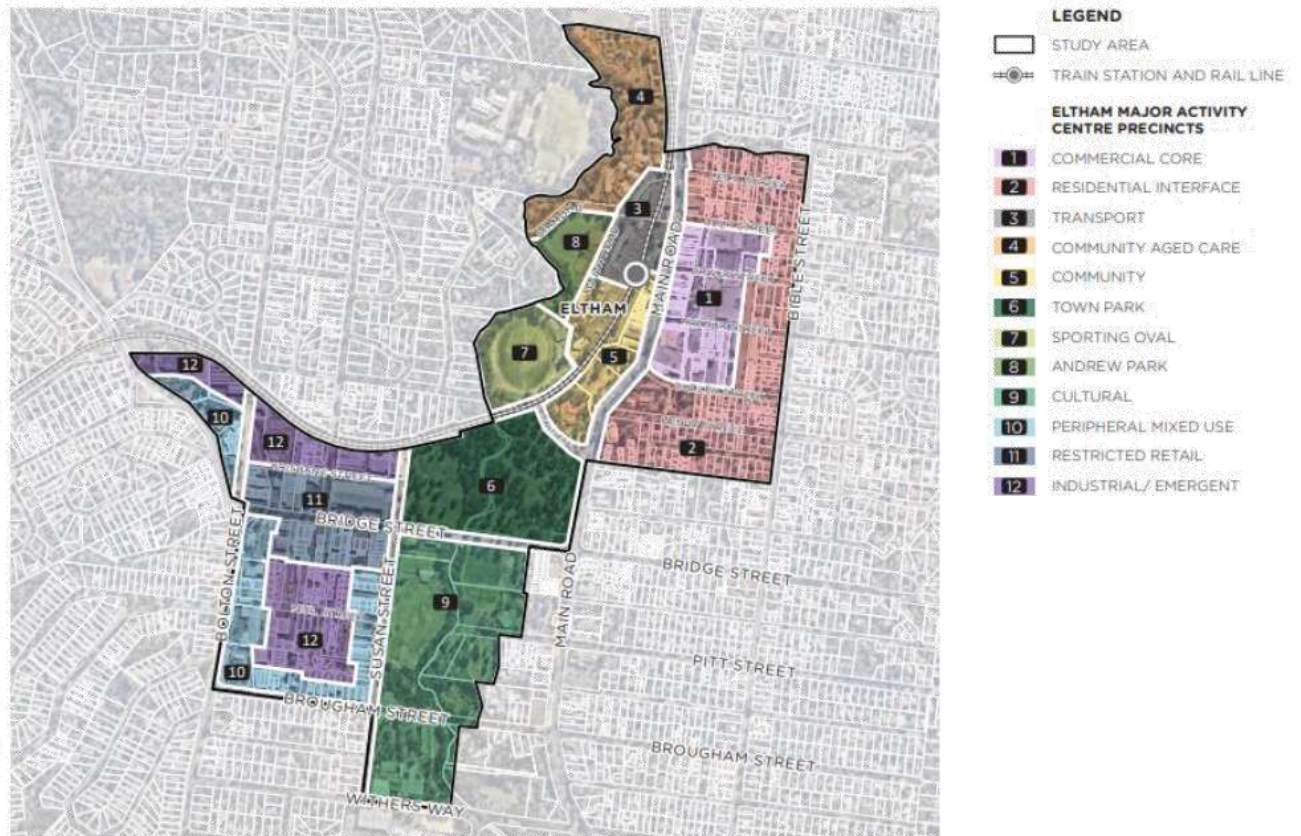 LEGEND
STUDY AREA
TRAIN STATION AND RAIL LINE
ELTHAM MAJOR ACTIVITY
CENTRE PRECINCTS
1 COMMERCIAL CORE
2 RESIDENTIAL INTERFACE
3 TRANSPORT
4 COMMUNITY AGED CARE
5 COMMUNITY
6 TOWN PARK
7 SPORTING OVAL
8 ANDREW PARK
9 CULTURAL
10 PERIPHERAL MIXED USE
11 RESTRICTED RETAIL
12 INDUSTRIAL/ EMERGENT
4
3
8
MAIN ROAD
BIBLE STREET
1
ELTHAM
7
5
12
10
12
2
6
11
BRIDGE STREET
BOLTON STREET
SUSAN STREET
MAIN ROAD
BRIDGE STREET
9
12
PITT STREET
10
BROUGHAM STREET
BROUGHAM STREET
WITHERS WAY